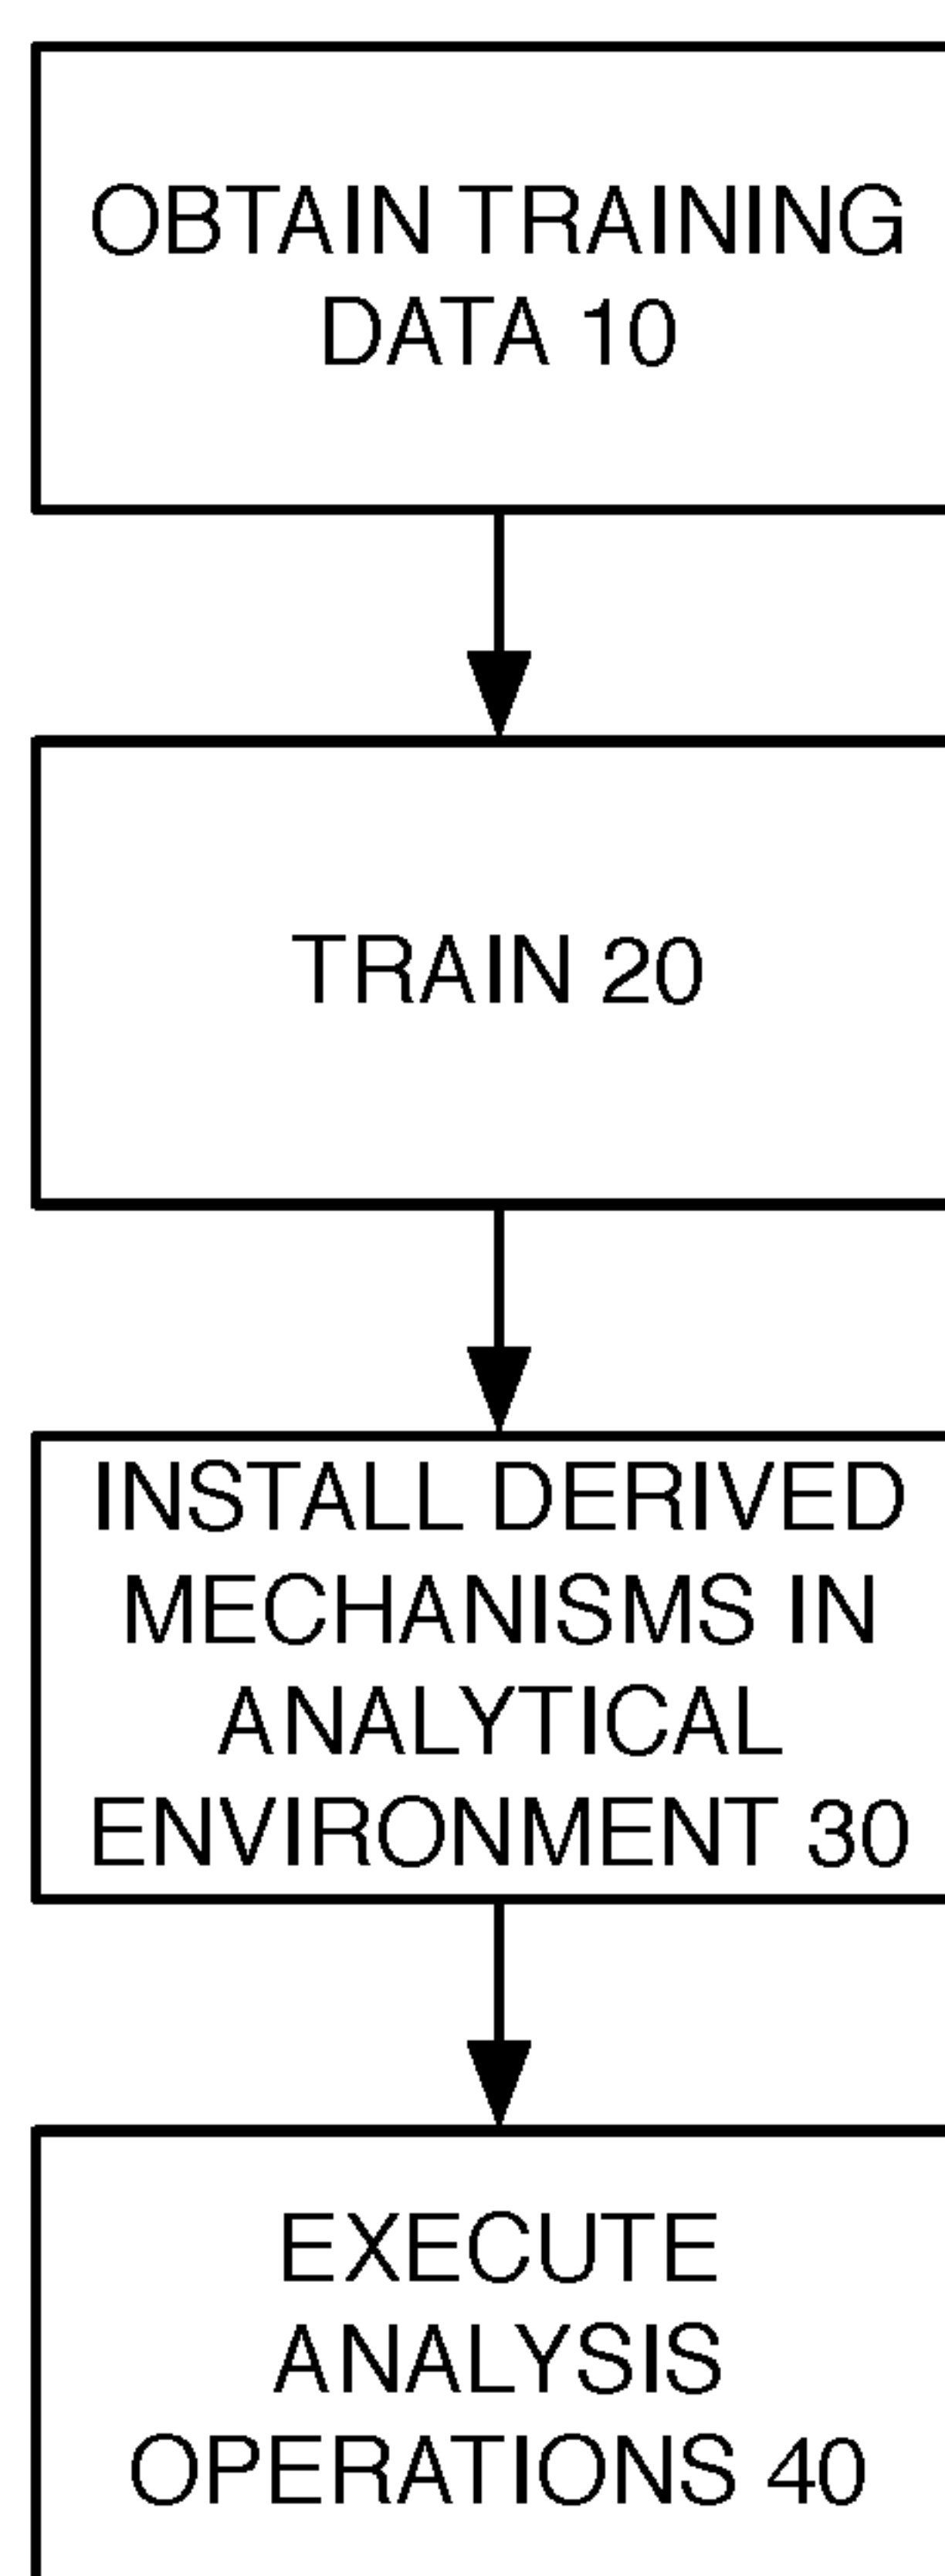 OBTAIN TRAINING
DATA 10
TRAIN 20
INSTALL DERIVED
MECHANISMS IN
ANALYTICAL
ENVIRONMENT 30
EXECUTE
ANALYSIS
OPERATIONS 40